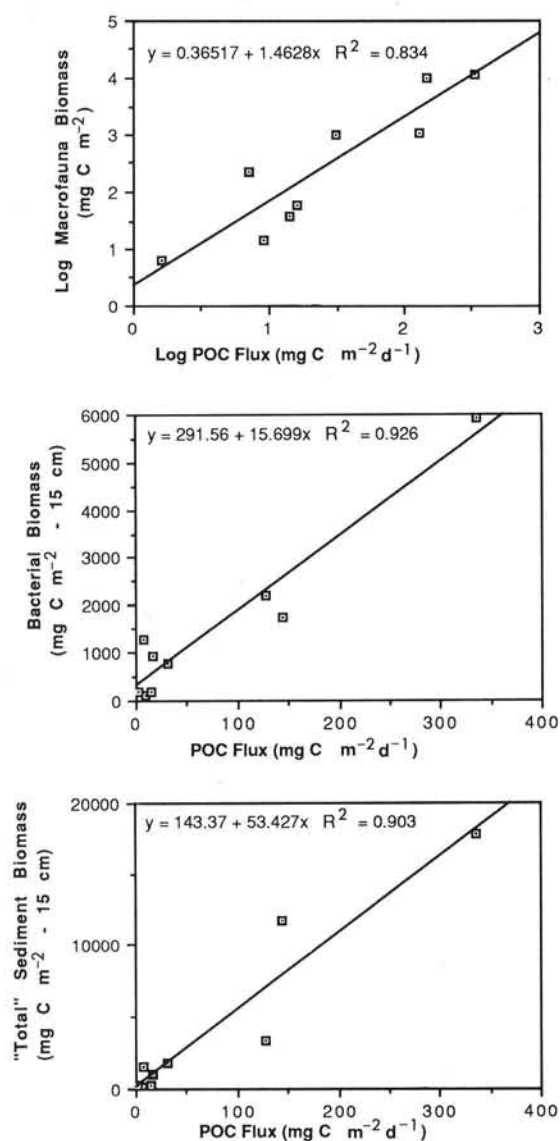 y = 0.36517 + 1.4628x R² = 0.834
5
4
3
2
1
0
Log Macrofauna Biomass
(mg C m⁻²)
0 1 2 3
Log POC Flux (mg C m⁻²d⁻¹)
y = 291.56 + 15.699x R² = 0.926
6000
5000
4000
3000
2000
1000
0
Bacterial Biomass
(mg C m⁻² - 15 cm)
0 100 200 300 400
POC Flux (mg C m⁻²d⁻¹)
y = 143.37 + 53.427x R² = 0.903
20000
10000
0
"Total" Sediment Biomass
(mg C m⁻² - 15 cm)
0 100 200 300 400
POC Flux (mg C m⁻²d⁻¹)